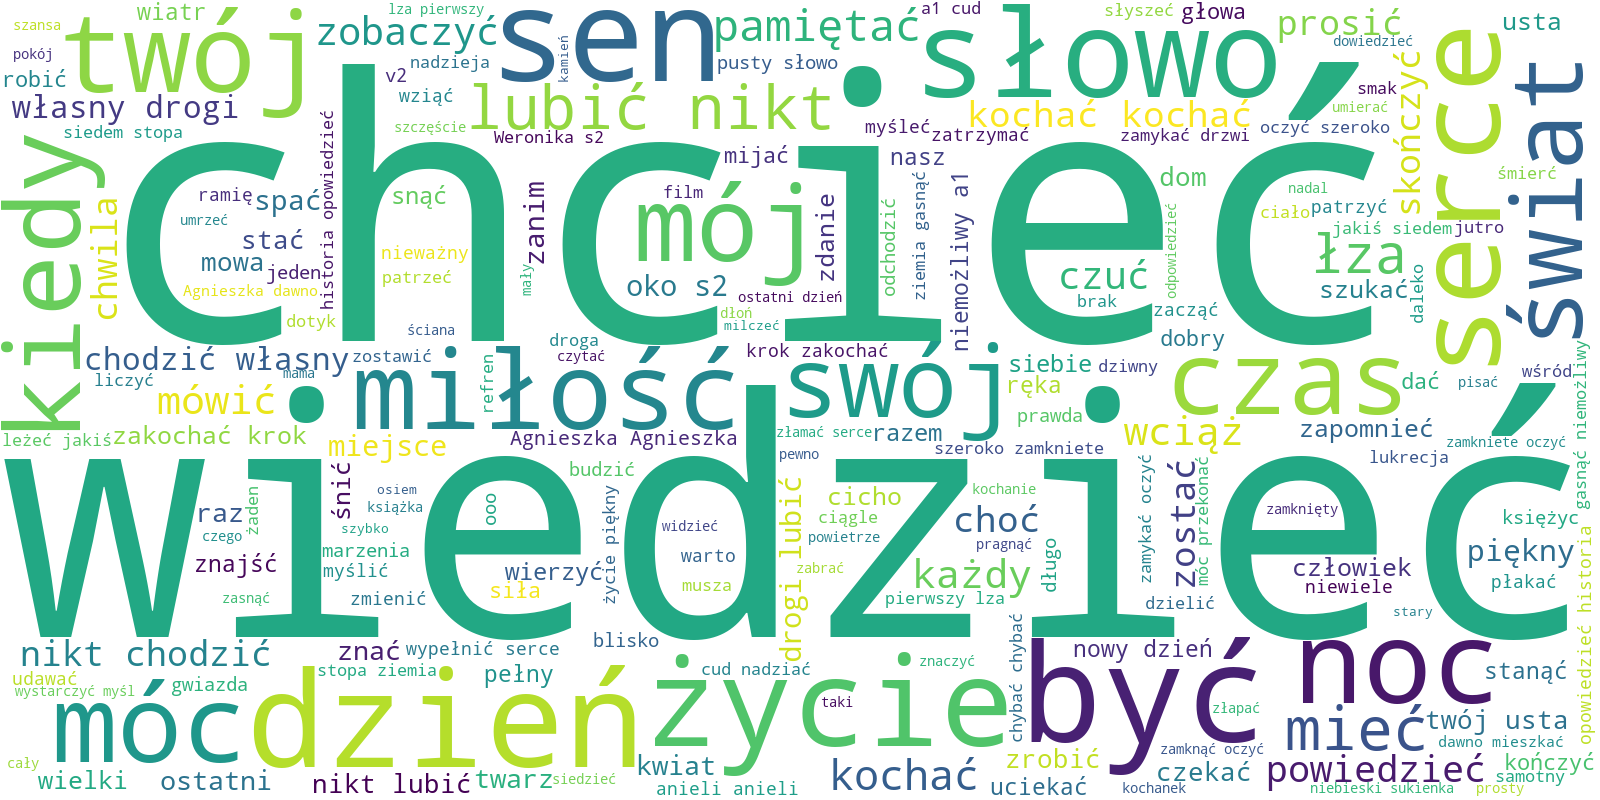 szansa
wiatr
twój
lza pierwszy
zobaczyć
sen
kamień
pamiętać
a1 cud
słowo
słyszeć
głowa
prosić
dowiedzieć
usta
pokój
robić
v2
nadzieja
pusty słowo
serce
świat
skończyć
smak
umierać
własny drogi
wziąć
lubić nikt
kochać kochać
siedem stopa
szczęście
Weronika s2
myśleć
zatrzymać
zamykać drzwi
oczyć szeroko
kiedy
chcieć
historia opowiedzieć
mijać
nasz
chwila
ramię
spać
snąć
zanim
film
mój
zdanie
odchodzić
ziemia gasnąć
niemożliwy a1
dom
nadal
śmierć
umrzeć
stać
nieważny
ciało
patrzyć
jakiś siedem
jutro
mowa
jeden
patrzeć
mały
oko s2
czuć
odpowiedzieć
łza
Agnieszka dawno
ostatni dzień
brak
szukać
daleko
dotyk
ściana
dłoń
milczeć
zacząć
dobry
chodzić własny
zostawić
droga
czytać
krok zakochać
siebie
dziwny
liczyć
mama
refren
miłość
swój
ręka
czas
dać
pisać
wśród
gasnąć niemożliwy
mówić
prawda
leżeć jakiś
zakochać krok
miejsce
Agnieszka Agnieszka
złamać serce
razem
wciąż
zapomnieć
zamkniete oczyć
pewno
szeroko zamkniete
lukrecja
wiedzieć
śnić
budzić
osiem
książka
ooo
życie piękny
drogi lubić
cicho
kochanie
zamykać oczyć
zostać
móc przekonać
raz
żaden
czego
szybko
widzieć
ciągle
choć
zamknięty
księżyc
marzenia
warto
powietrze
pragnąć
długo
piękny
znajść
myślić
wierzyć
zabrać
każdy
człowiek
płakać
siła
musza
niewiele
zasnąć
zmienić
pierwszy lza
dzielić
stary
opowiedzieć historia
blisko
nikt chodzić
znać
wypełnić serce
chybać chybać
być
nowy dzień
noc
udawać
stopa ziemia
pełny
cud nadziać
znaczyć
stanąć
wystarczyć myśl
gwiazda
móc
dzień
życie
taki
złapać
mieć
twój usta
dawno mieszkać
zamknąć oczyć
cały
wielki
ostatni
nikt lubić
twarz
siedzieć
kwiat
anieli anieli
kochać
zrobić
uciekać
kochanek
czekać
powiedzieć
kończyć
samotny
niebieski sukienka
prosty